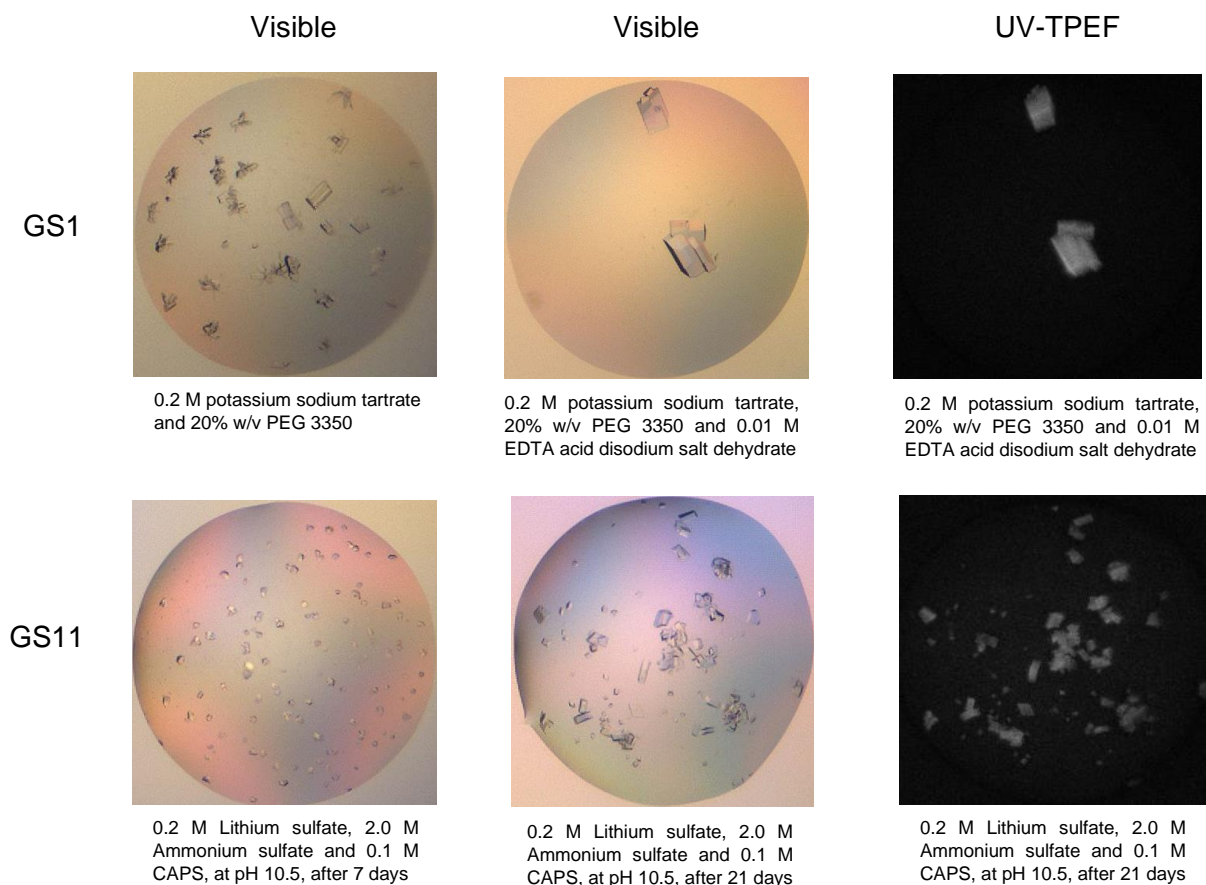 Visible
Visible
UV-TPEF
GS1
0.2 M potassium sodium tartrate
and 20% w/v PEG 3350
0.2 M potassium sodium tartrate,
20% w/v PEG 3350 and 0.01 M
EDTA acid disodium salt dehydrate
0.2 M potassium sodium tartrate,
20% w/v PEG 3350 and 0.01 M
EDTA acid disodium salt dehydrate
GS11
0.2 M Lithium sulfate, 2.0 M
Ammonium sulfate and 0.1 M
CAPS, at pH 10.5, after 7 days
0.2 M Lithium sulfate, 2.0 M
Ammonium sulfate and 0.1 M
CAPS, at pH 10.5, after 21 days
0.2 M Lithium sulfate, 2.0 M
Ammonium sulfate and 0.1 M
CAPS, at pH 10.5, after 21 days